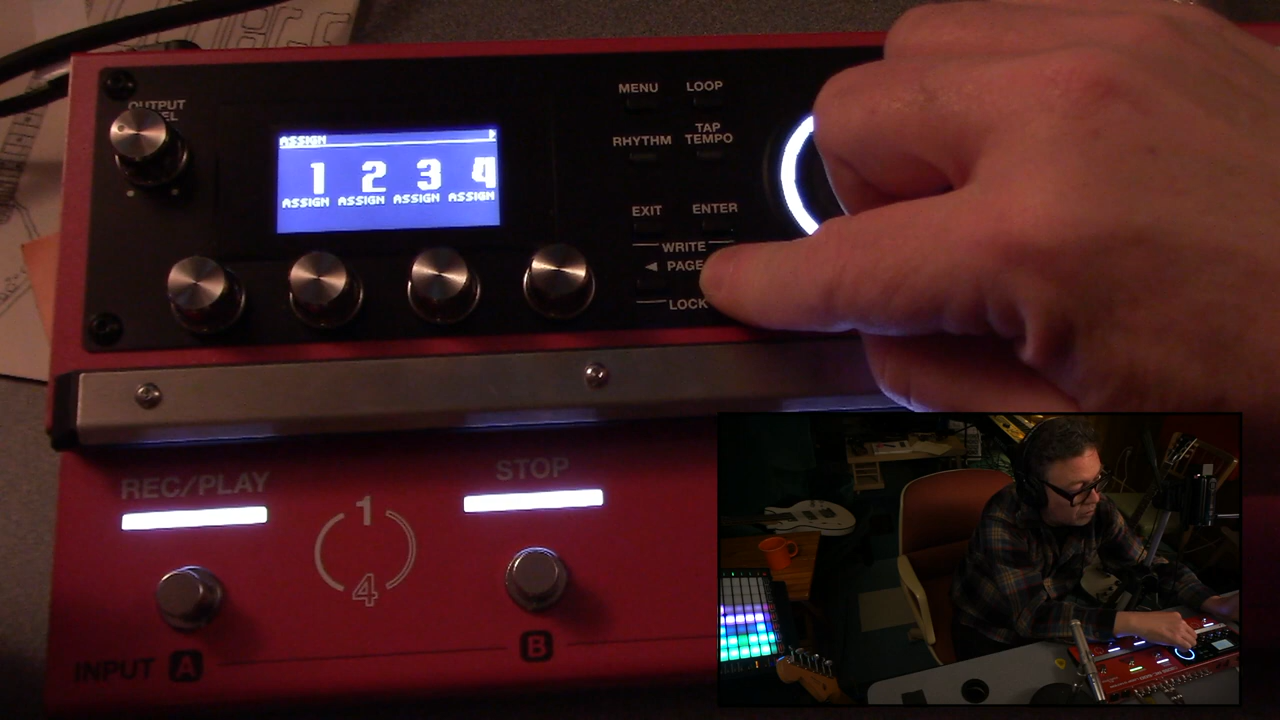 OUTPUT
MENU LOOP
RHYTHM TAP TEMPO
EXIT ENTER
WRITE
◄ PAGE
LOCK
ASSIGN
1 2 3 4
ASSIGN ASSIGN ASSIGN ASSIGN
REC/PLAY STOP
1
4
INPUT A
B